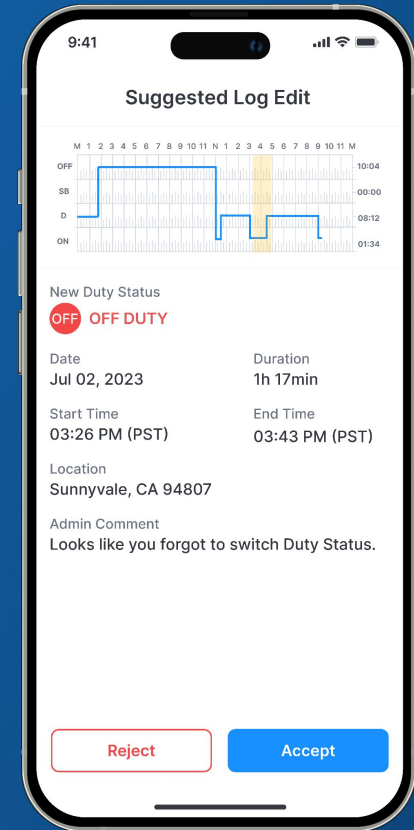 9:41
Suggested Log Edit
M 1 2 3 4 5 6 7 8 9 10 11 N 1 2 3 4 5 6 7 8 9 10 11 M
OFF 10:04
SB 00:00
D 08:12
ON 01:34
New Duty Status
OFF OFF DUTY
Date Duration
Jul 02, 2023 1h 17min
Start Time End Time
03:26 PM (PST) 03:43 PM (PST)
Location
Sunnyvale, CA 94807
Admin Comment
Looks like you forgot to switch Duty Status.
Reject Accept